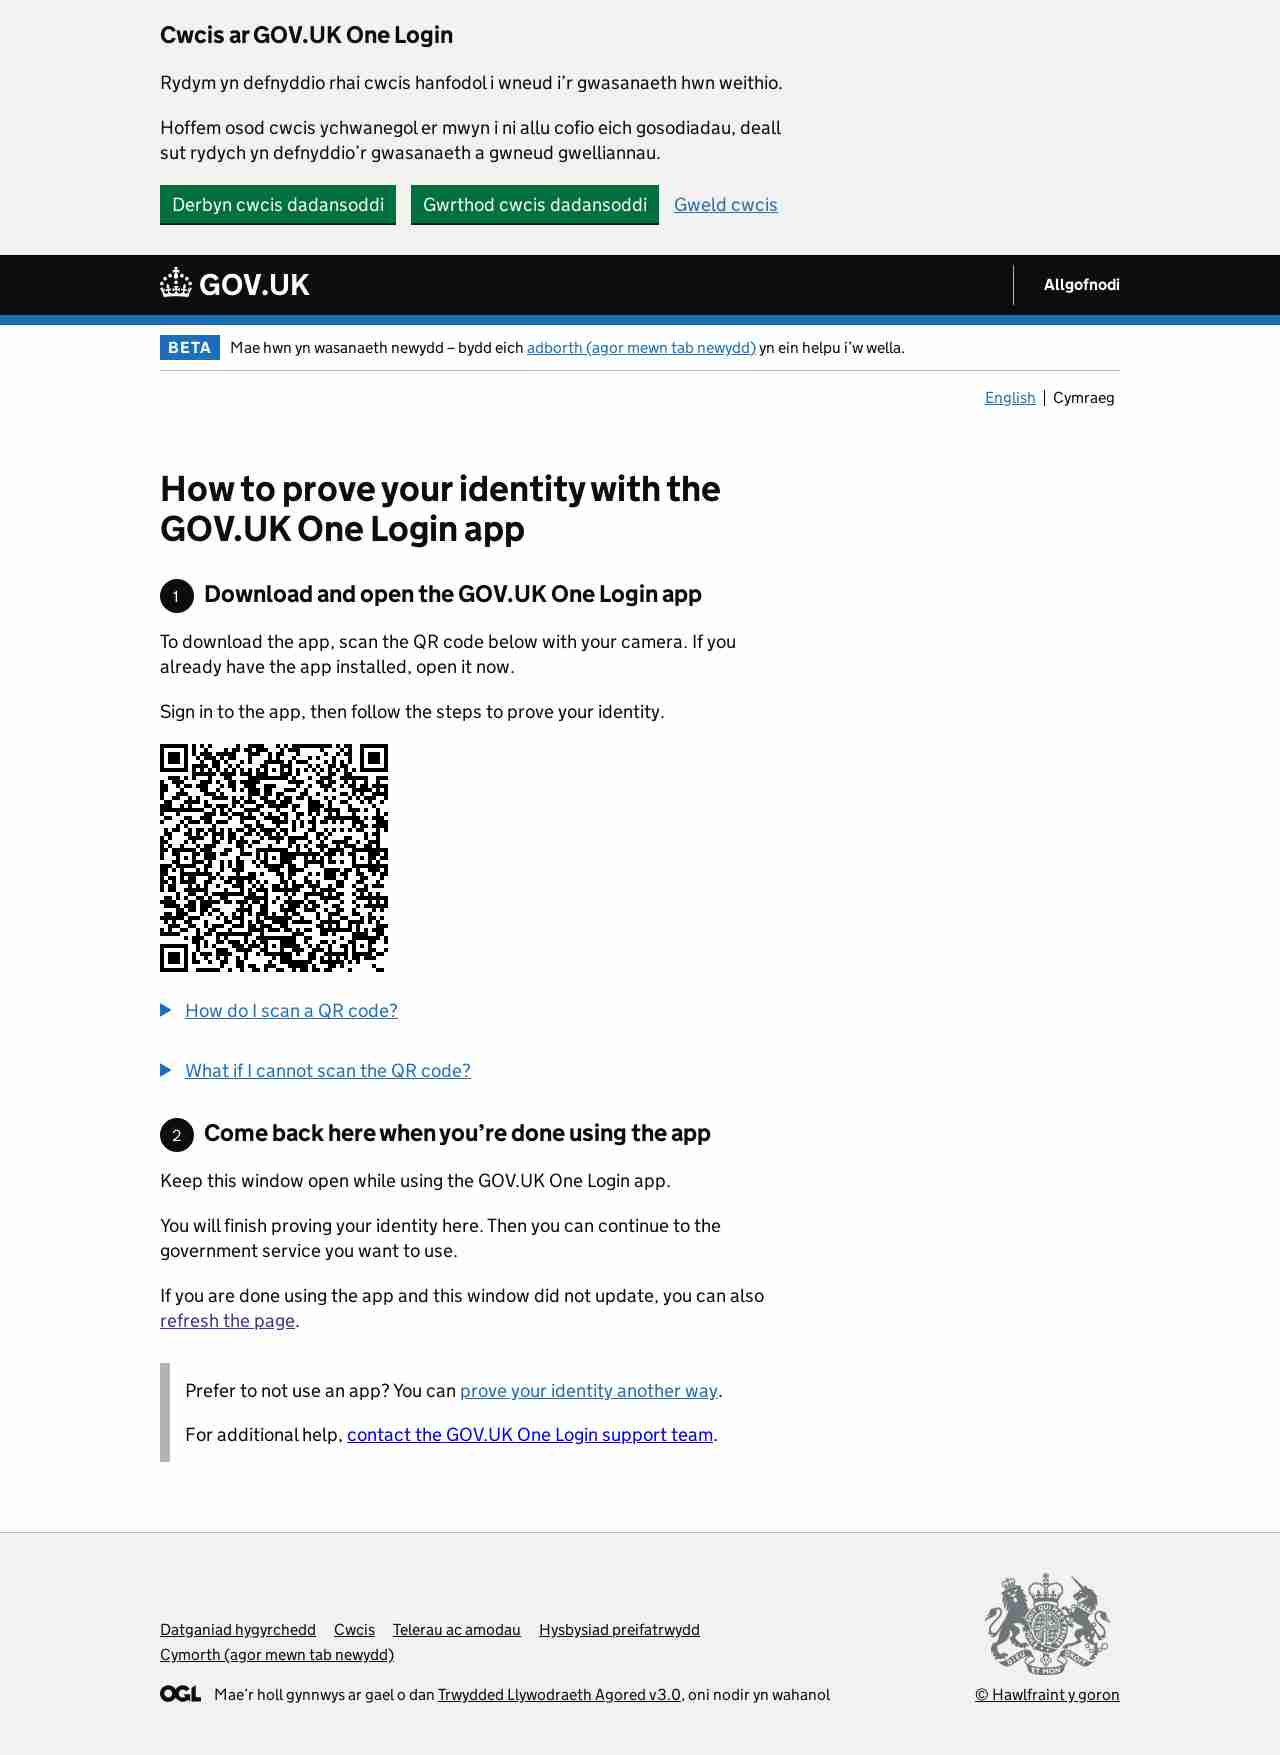 Cwcis ar GOV.UK One Login
Rydym yn defnyddio rhai cwcis hanfodol i wneud i’r gwasanaeth hwn weithio.
Hoffem osod cwcis ychwanegol er mwyn i ni allu cofio eich gosodiadau, deall
sut rydych yn defnyddio’r gwasanaeth a gwneud gwelliannau.
Derbyn cwcis dadansoddi Gwrthod cwcis dadansoddi Gweld cwcis
GOV.UK Allgofnodi
BETA Mae hwn yn wasanaeth newydd – bydd eich adborth (agor mewn tab newydd) yn ein helpu i’w wella.
English Cymraeg
How to prove your identity with the
GOV.UK One Login app
1 Download and open the GOV.UK One Login app
To download the app, scan the QR code below with your camera. If you
already have the app installed, open it now.
Sign in to the app, then follow the steps to prove your identity.
How do I scan a QR code?
What if I cannot scan the QR code?
2 Come back here when you’re done using the app
Keep this window open while using the GOV.UK One Login app.
You will finish proving your identity here. Then you can continue to the
government service you want to use.
If you are done using the app and this window did not update, you can also
refresh the page.
Prefer to not use an app? You can prove your identity another way.
For additional help, contact the GOV.UK One Login support team.
Datganiad hygyrchedd Cwcis Telerau ac amodau Hysbysiad preifatrwydd
Cymorth (agor mewn tab newydd)
OGL Mae’r holl gynnwys ar gael o dan Trwydded Llywodraeth Agored v3.0, oni nodir yn wahanol
© Hawlfraint y goron